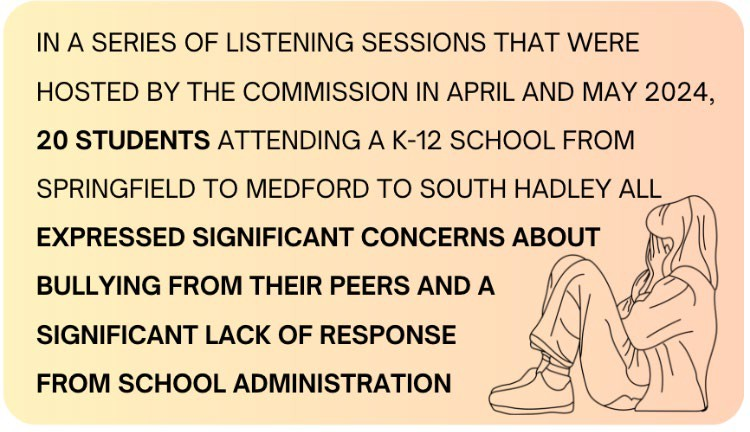 IN A SERIES OF LISTENING SESSIONS THAT WERE
HOSTED BY THE COMMISSION IN APRIL AND MAY 2024,
20 STUDENTS ATTENDING A K-12 SCHOOL FROM
SPRINGFIELD TO MEDFORD TO SOUTH HADLEY ALL
EXPRESSED SIGNIFICANT CONCERNS ABOUT
BULLYING FROM THEIR PEERS AND A
SIGNIFICANT LACK OF RESPONSE
FROM SCHOOL ADMINISTRATION